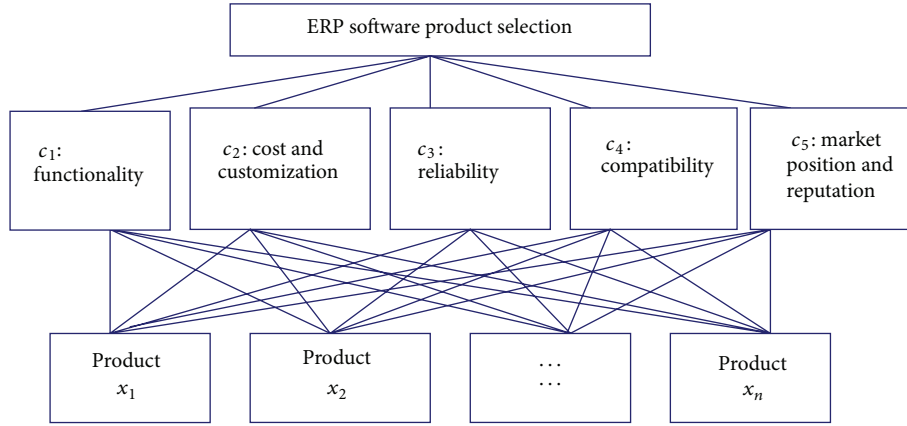 ERP software product selection
c₁:
functionality
c₂: cost and
customization
c₃:
reliability
c₄:
compatibility
c₅: market
position and
reputation
Product
x₁
Product
x₂
...
...
Product
xₙ